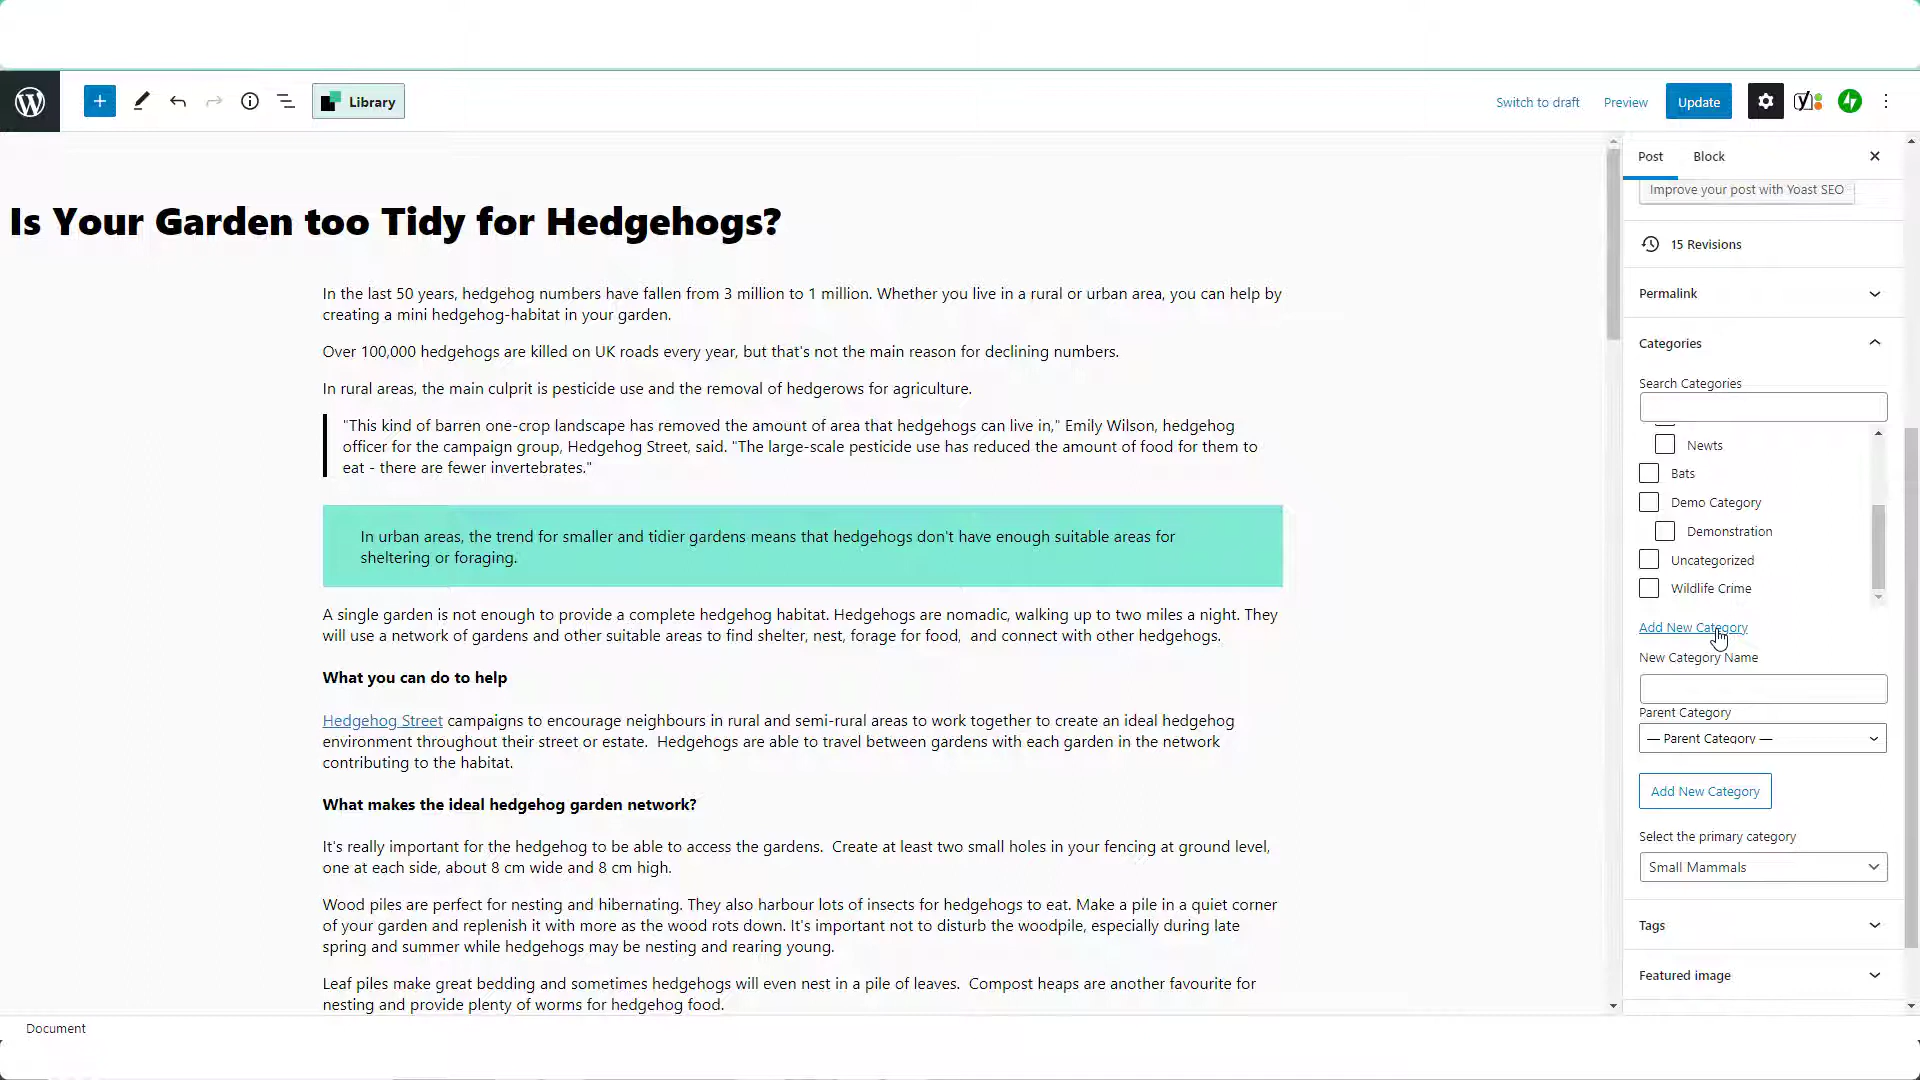 Library
Switch to draft
Preview
Update
Post
Block
Improve your post with Yoast SEO
15 Revisions
Permalink
Categories
Search Categories
Newts
Bats
Demo Category
Demonstration
Uncategorized
Wildlife Crime
Add New Category
New Category Name
Parent Category
— Parent Category —
Add New Category
Select the primary category
Small Mammals
Tags
Featured image
Is Your Garden too Tidy for Hedgehogs?
In the last 50 years, hedgehog numbers have fallen from 3 million to 1 million. Whether you live in a rural or urban area, you can help by
creating a mini hedgehog-habitat in your garden.
Over 100,000 hedgehogs are killed on UK roads every year, but that's not the main reason for declining numbers.
In rural areas, the main culprit is pesticide use and the removal of hedgerows for agriculture.
"This kind of barren one-crop landscape has removed the amount of area that hedgehogs can live in," Emily Wilson, hedgehog
officer for the campaign group, Hedgehog Street, said. "The large-scale pesticide use has reduced the amount of food for them to
eat - there are fewer invertebrates."
In urban areas, the trend for smaller and tidier gardens means that hedgehogs don't have enough suitable areas for
sheltering or foraging.
A single garden is not enough to provide a complete hedgehog habitat. Hedgehogs are nomadic, walking up to two miles a night. They
will use a network of gardens and other suitable areas to find shelter, nest, forage for food,  and connect with other hedgehogs.
What you can do to help
Hedgehog Street campaigns to encourage neighbours in rural and semi-rural areas to work together to create an ideal hedgehog
environment throughout their street or estate.  Hedgehogs are able to travel between gardens with each garden in the network
contributing to the habitat.
What makes the ideal hedgehog garden network?
It's really important for the hedgehog to be able to access the gardens.  Create at least two small holes in your fencing at ground level,
one at each side, about 8 cm wide and 8 cm high.
Wood piles are perfect for nesting and hibernating. They also harbour lots of insects for hedgehogs to eat. Make a pile in a quiet corner
of your garden and replenish it with more as the wood rots down. It's important not to disturb the woodpile, especially during late
spring and summer while hedgehogs may be nesting and rearing young.
Leaf piles make great bedding and sometimes hedgehogs will even nest in a pile of leaves.  Compost heaps are another favourite for
nesting and provide plenty of worms for hedgehog food.
Document